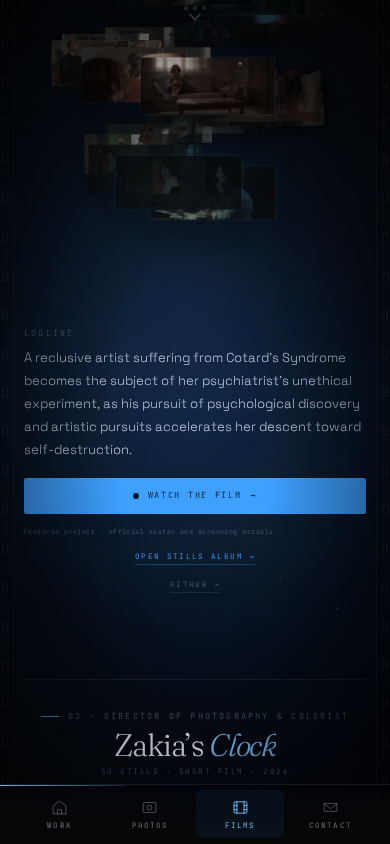 LOGLINE
A reclusive artist suffering from Cotard's Syndrome
becomes the subject of her psychiatrist's unethical
experiment, as his pursuit of psychological discovery
and artistic pursuits accelerates her descent toward
self-destruction.
● WATCH THE FILM →
Featured project · official poster and screening details
OPEN STILLS ALBUM →
GITHUB ↗
02 · DIRECTOR OF PHOTOGRAPHY & COLORIST
Zakia's Clock
50 STILLS · SHORT FILM · 2026
WORK PHOTOS FILMS CONTACT